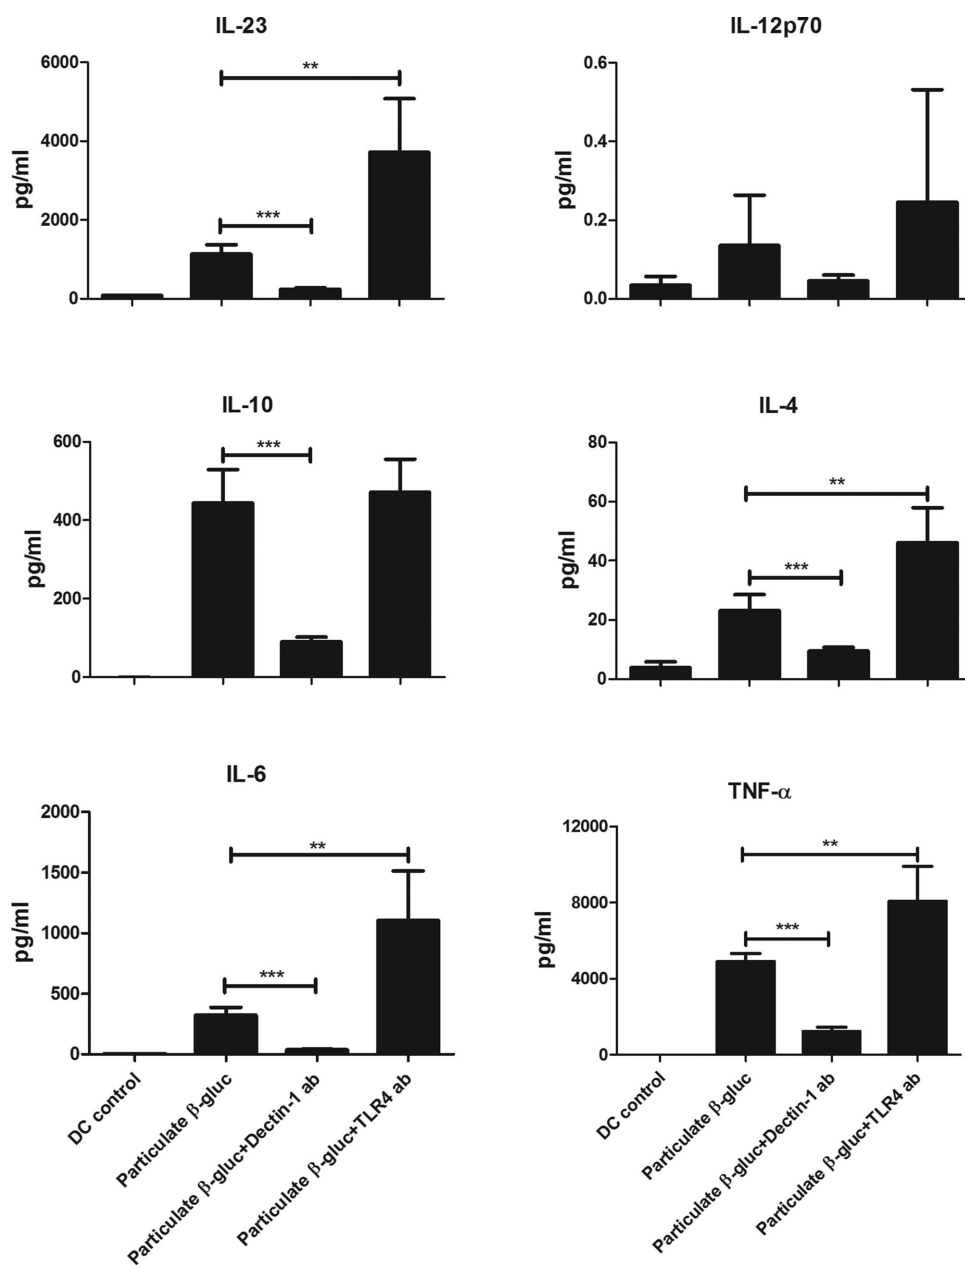 IL-23
pg/ml
6000
4000
2000
0
**
***
IL-12p70
pg/ml
0.6
0.4
0.2
0.0
IL-10
pg/ml
600
400
200
0
***
IL-4
pg/ml
80
60
40
20
0
**
***
IL-6
pg/ml
2000
1500
1000
500
0
**
***
DC control
Particulate β-gluc
Particulate β-gluc+Dectin-1 ab
Particulate β-gluc+TLR4 ab
TNF-α
pg/ml
12000
8000
4000
0
**
***
DC control
Particulate β-gluc
Particulate β-gluc+Dectin-1 ab
Particulate β-gluc+TLR4 ab